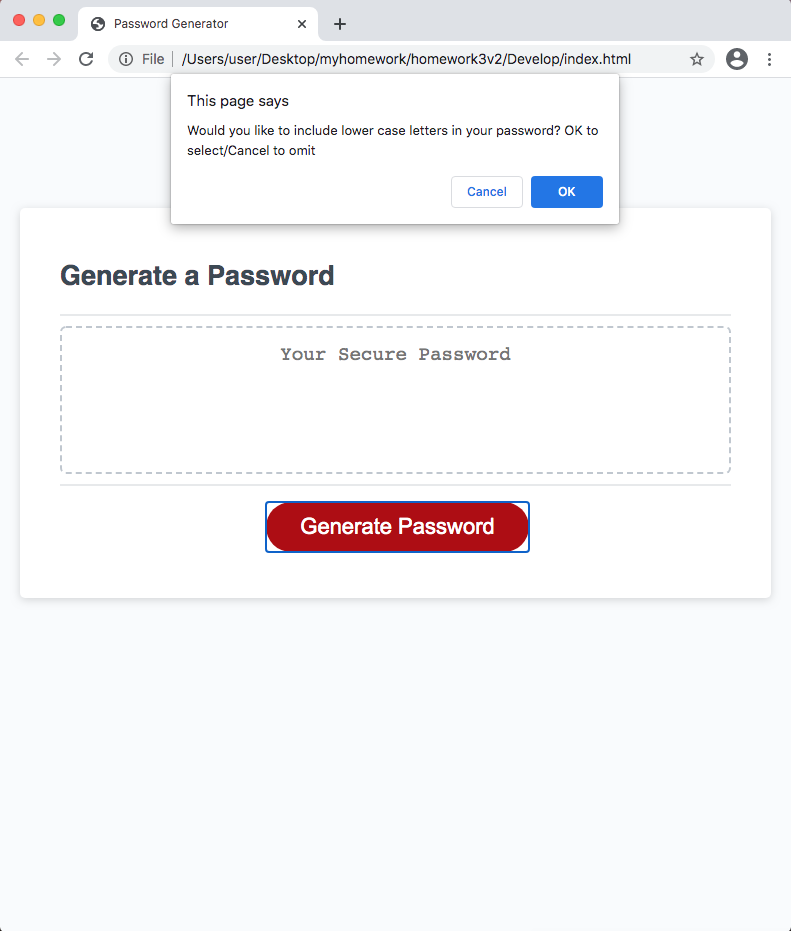 Password Generator
File
/Users/user/Desktop/myhomework/homework3v2/Develop/index.html
This page says
Would you like to include lower case letters in your password? OK to
select/Cancel to omit
Cancel
OK
Generate a Password
Your Secure Password
Generate Password